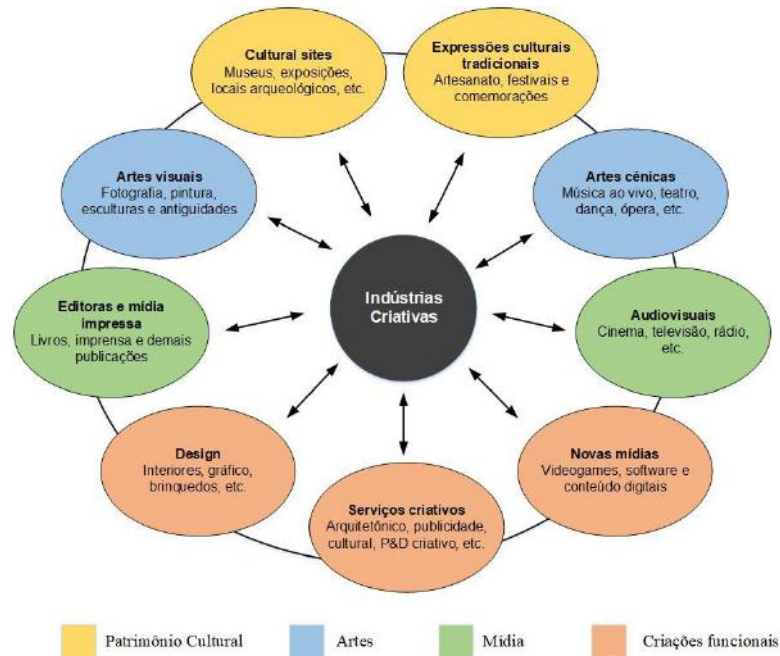 Cultural sites
Museus, exposições,
locais arqueológicos, etc.
Expressões culturais
tradicionais
Artesanato, festivais e
comemorações
Artes visuais
Fotografia, pintura,
esculturas e antiguidades
Artes cênicas
Música ao vivo, teatro,
dança, ópera, etc.
Indústrias
Criativas
Editoras e mídia
impressa
Livros, imprensa e demais
publicações
Audiovisuais
Cinema, televisão, rádio,
etc.
Design
Interiores, gráfico,
brinquedos, etc.
Novas mídias
Videogames, software e
conteúdo digitais
Serviços criativos
Arquitetônico, publicidade,
cultural, P&D criativo, etc.
Patrimônio Cultural
Artes
Mídia
Criações funcionais